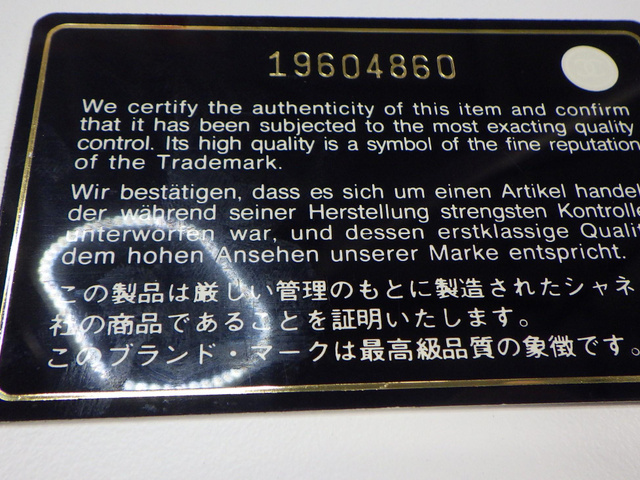 19604860
We certify the authenticity of this item and confirm
that it has been subjected to the most exacting quality
control. Its high quality is a symbol of the fine reputation
of the Trademark.
Wir bestätigen, dass es sich um einen Artikel handel
der während seiner Herstellung strengsten Kontrolle
unterworfen war, und dessen erstklassige Qualit
dem hohen Ansehen unserer Marke entspricht.
この製品は厳しい管理のもとに製造されたシャネ
社の商品であることを証明いたします。
このブランド・マークは最高級品質の象徴です。